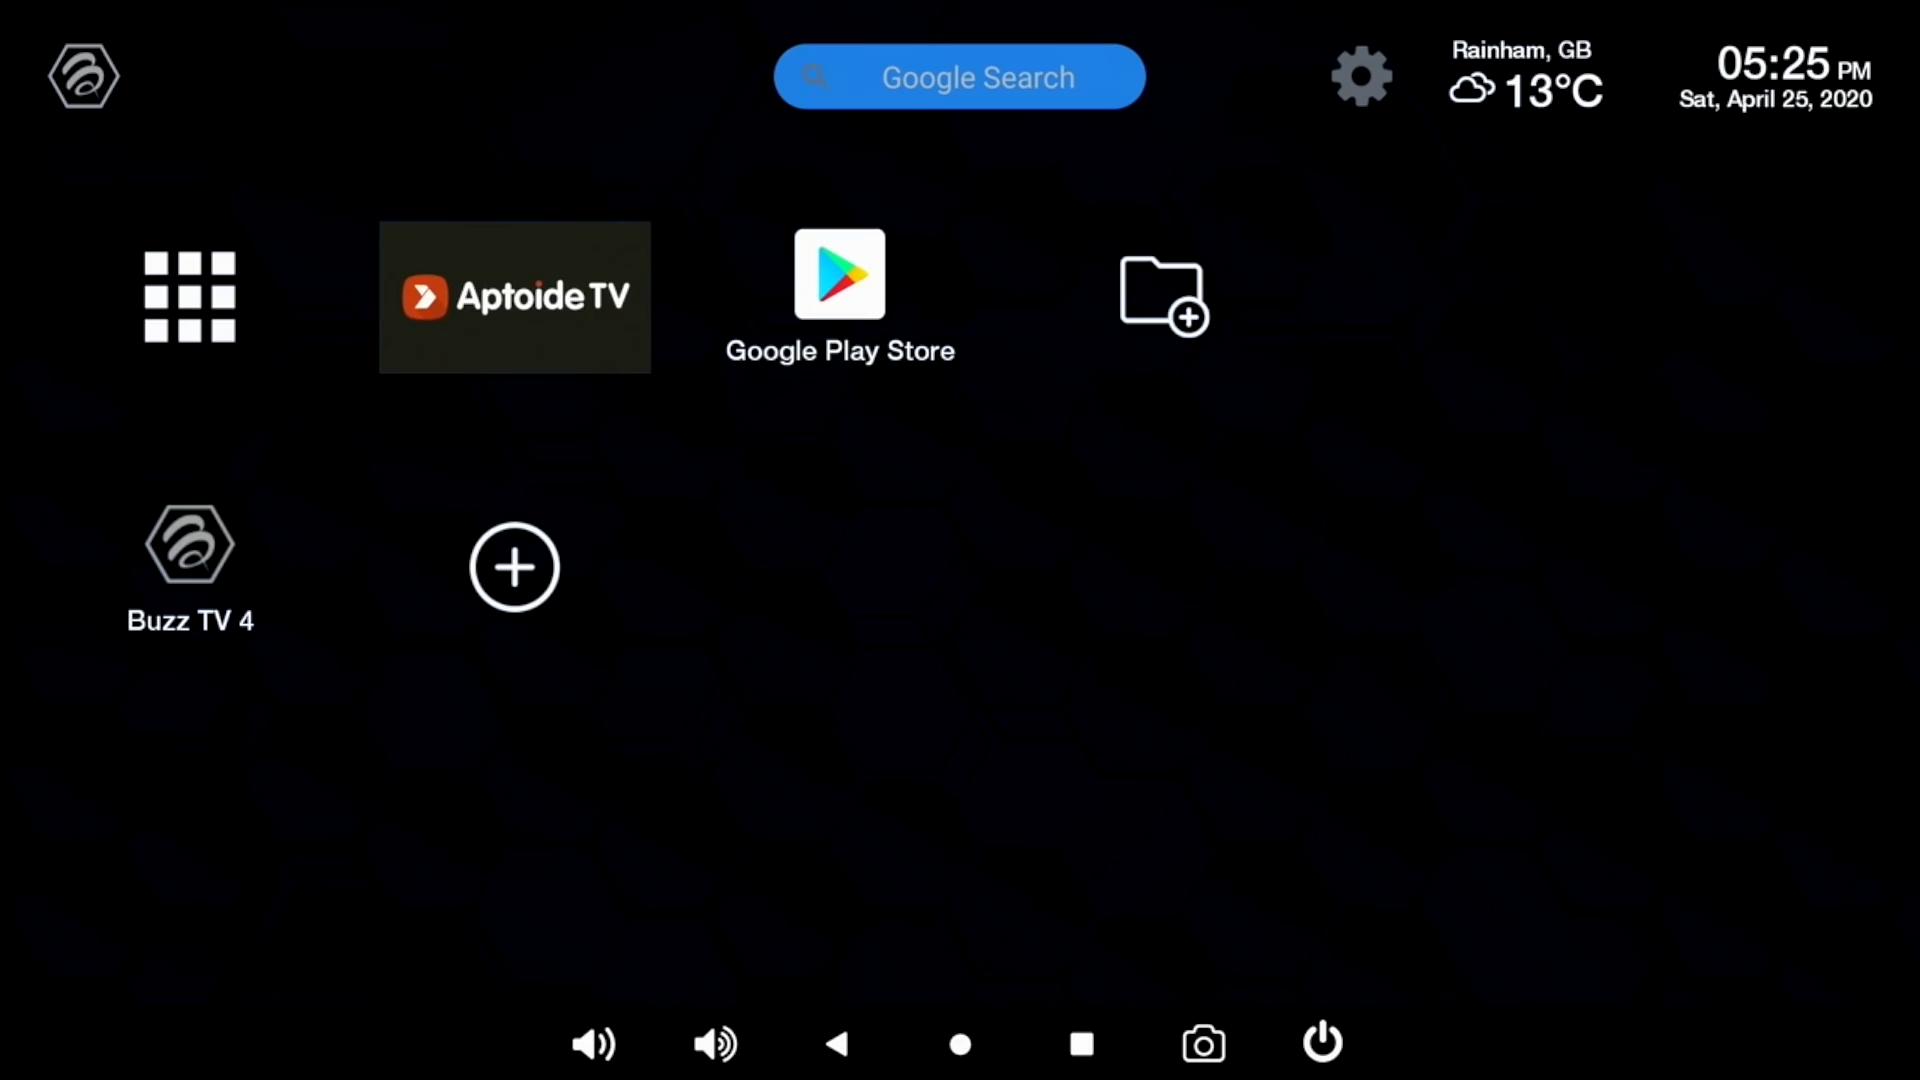 Google Search
Rainham, GB
13°C
05:25 PM
Sat, April 25, 2020
Aptoide TV
Google Play Store
Buzz TV 4